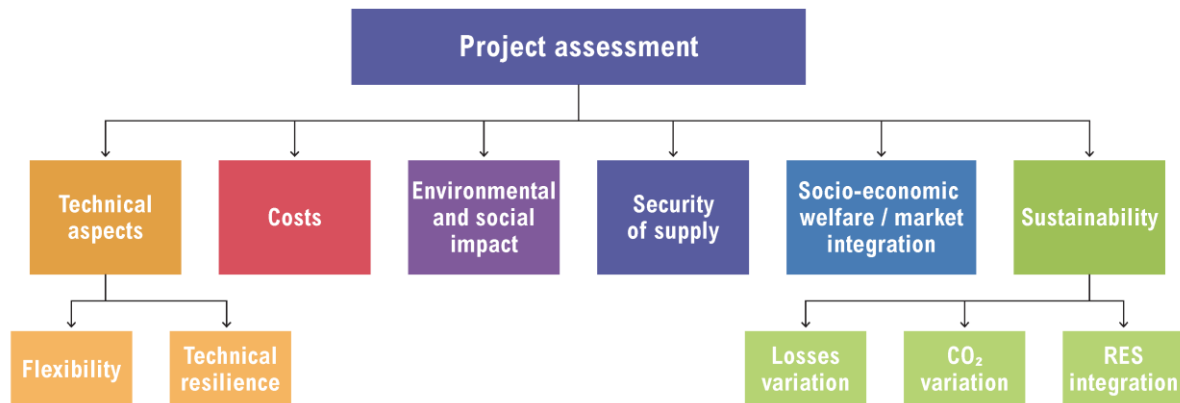 Project assessment
Technical
aspects
Costs
Environmental
and social
impact
Security
of supply
Socio-economic
welfare / market
integration
Sustainability
Flexibility
Technical
resilience
Losses
variation
CO₂
variation
RES
integration